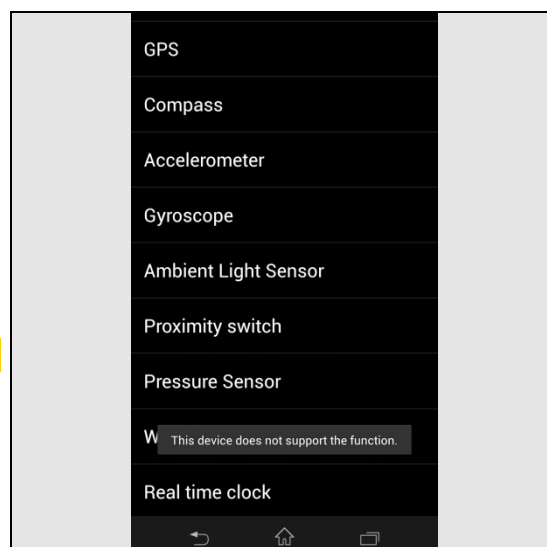 GPS
Compass
Accelerometer
Gyroscope
Ambient Light Sensor
Proximity switch
Pressure Sensor
This device does not support the function.
Real time clock